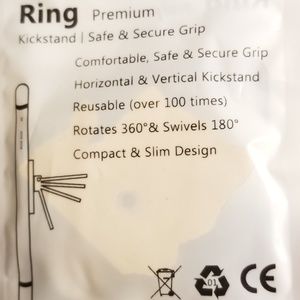 Ring Premium
Kickstand | Safe & Secure Grip
Comfortable, Safe & Secure Grip
Horizontal & Vertical Kickstand
Reusable (over 100 times)
Rotates 360°& Swivels 180°
Compact & Slim Design
01
CE